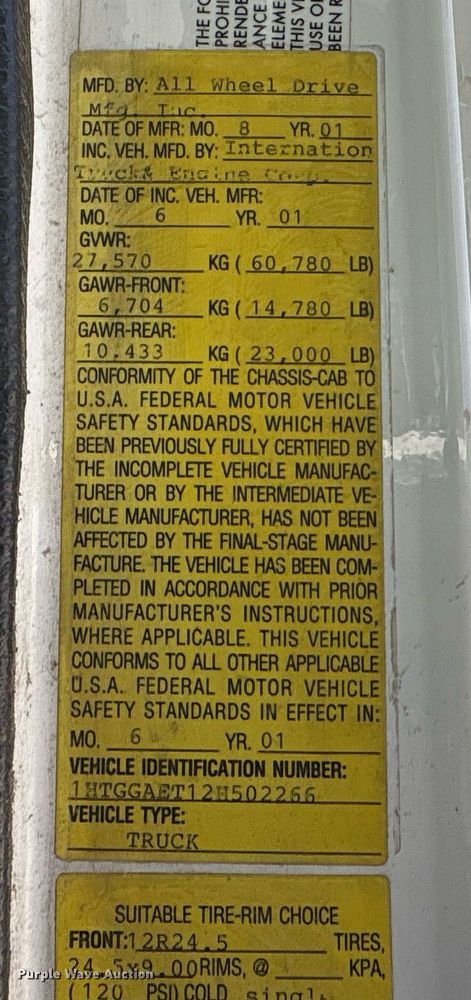 THE FO
PROHI
RENDE
ANCE
ELEME
THIS V
USE OF
BEEN R
MFD. BY: All Wheel Drive
Mfg. Inc.
DATE OF MFR: MO. 8 YR. 01
INC. VEH. MFD. BY: Internation
Truck& Engine Corp.
DATE OF INC. VEH. MFR:
MO. 6 YR. 01
GVWR:
27,570 KG ( 60,780 LB)
GAWR-FRONT:
6,704 KG ( 14,780 LB)
GAWR-REAR:
10.433 KG ( 23,000 LB)
CONFORMITY OF THE CHASSIS-CAB TO
U.S.A. FEDERAL MOTOR VEHICLE
SAFETY STANDARDS, WHICH HAVE
BEEN PREVIOUSLY FULLY CERTIFIED BY
THE INCOMPLETE VEHICLE MANUFAC-
TURER OR BY THE INTERMEDIATE VE-
HICLE MANUFACTURER, HAS NOT BEEN
AFFECTED BY THE FINAL-STAGE MANU-
FACTURE. THE VEHICLE HAS BEEN COM-
PLETED IN ACCORDANCE WITH PRIOR
MANUFACTURER'S INSTRUCTIONS,
WHERE APPLICABLE. THIS VEHICLE
CONFORMS TO ALL OTHER APPLICABLE
U.S.A. FEDERAL MOTOR VEHICLE
SAFETY STANDARDS IN EFFECT IN:
MO. 6 YR. 01
VEHICLE IDENTIFICATION NUMBER:
1HTGGAET12H502266
VEHICLE TYPE:
TRUCK
SUITABLE TIRE-RIM CHOICE
FRONT:12R24.5 TIRES,
24.5x9.00RIMS, @ KPA,
(120 PSI) COLD single
Purple Wave Auction